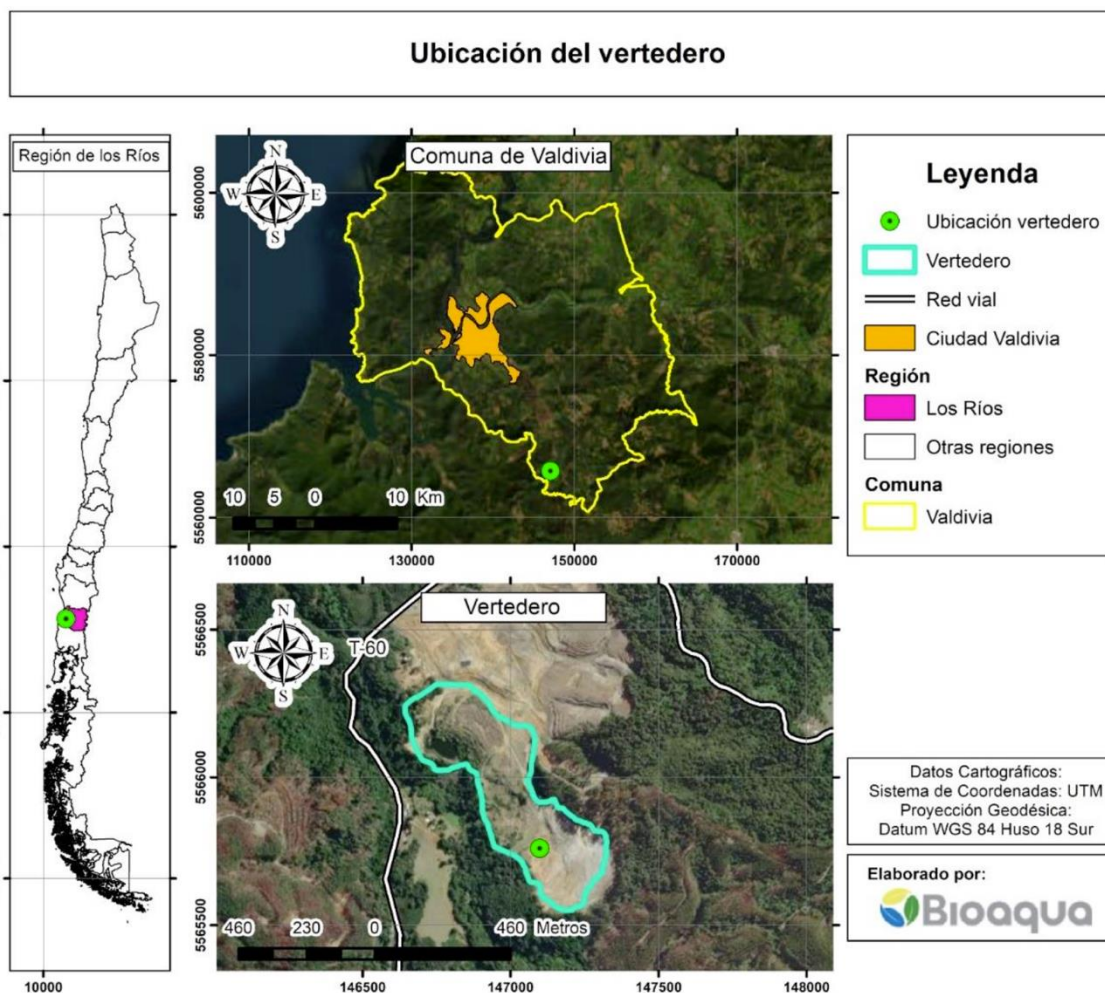 Ubicación del vertedero
Región de los Ríos
10000
Comuna de Valdivia
N
W E
S
5600000
5580000
5560000
10 5 0 10 Km
110000 130000 150000 170000
Vertedero
N
W E
S
T-60
5566500
5566000
5565500
460 230 0 460 Metros
146500 147000 147500 148000
Leyenda
Ubicación vertedero
Vertedero
Red vial
Ciudad Valdivia
Región
Los Ríos
Otras regiones
Comuna
Valdivia
Datos Cartográficos:
Sistema de Coordenadas: UTM
Proyección Geodésica:
Datum WGS 84 Huso 18 Sur
Elaborado por:
Bioaqua